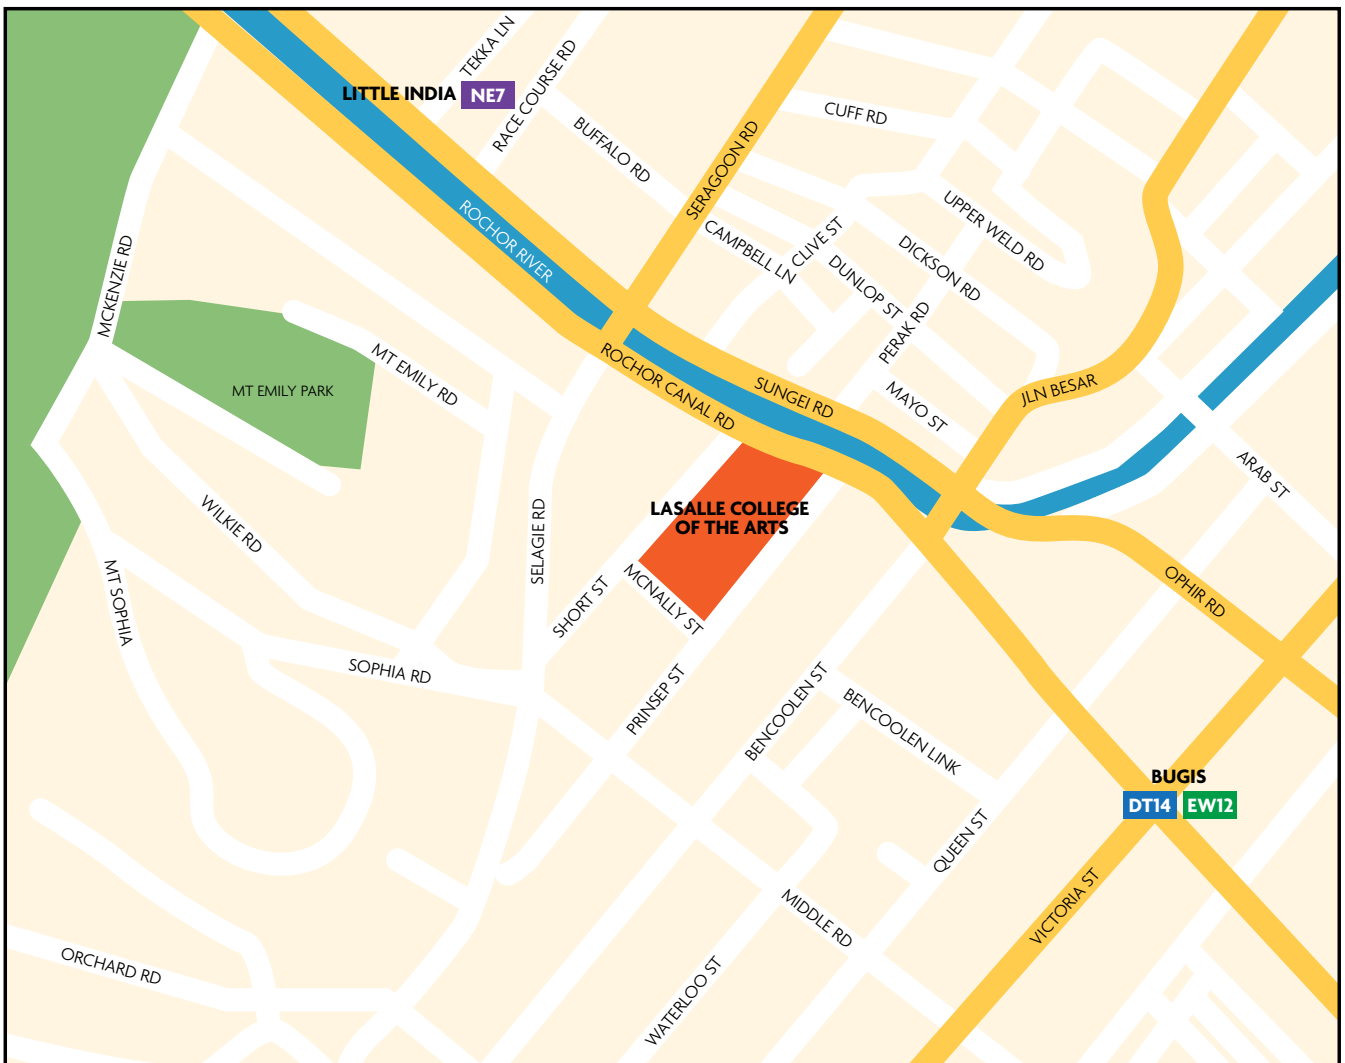 TEKKA LN
RACE COURSE RD
LITTLE INDIA NE7
BUFFALO RD
CUFF RD
SERAGOON RD
ROCHOR RIVER
UPPER WELD RD
CAMPBELL LN
CLIVE ST
DICKSON RD
DUNLOP ST
PERAK RD
MCKENZIE RD
MT EMILY PARK
MT EMILY RD
ROCHOR CANAL RD
SUNGEI RD
MAYO ST
JLN BESAR
ARAB ST
LASALLE COLLEGE
OF THE ARTS
WILKIE RD
SELAGIE RD
MT SOPHIA
SHORT ST
MCNALLY ST
OPHIR RD
SOPHIA RD
PRINSEP ST
BENCOOLEN ST
BENCOOLEN LINK
BUGIS
DT14 EW12
QUEEN ST
VICTORIA ST
MIDDLE RD
ORCHARD RD
WATERLOO ST